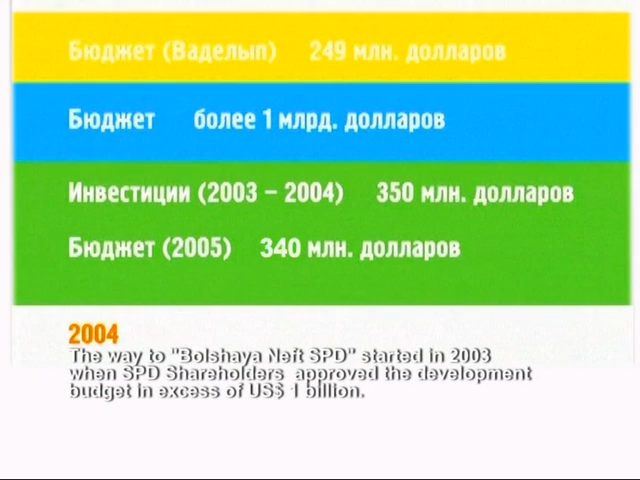 Бюджет (Ваделып) 249 млн. долларов
Бюджет более 1 млрд. долларов
Инвестиции (2003 – 2004) 350 млн. долларов
Бюджет (2005) 340 млн. долларов
2004
The way to "Bolshaya Neft SPD" started in 2003
when SPD Shareholders approved the development
budget in excess of US$ 1 billion.